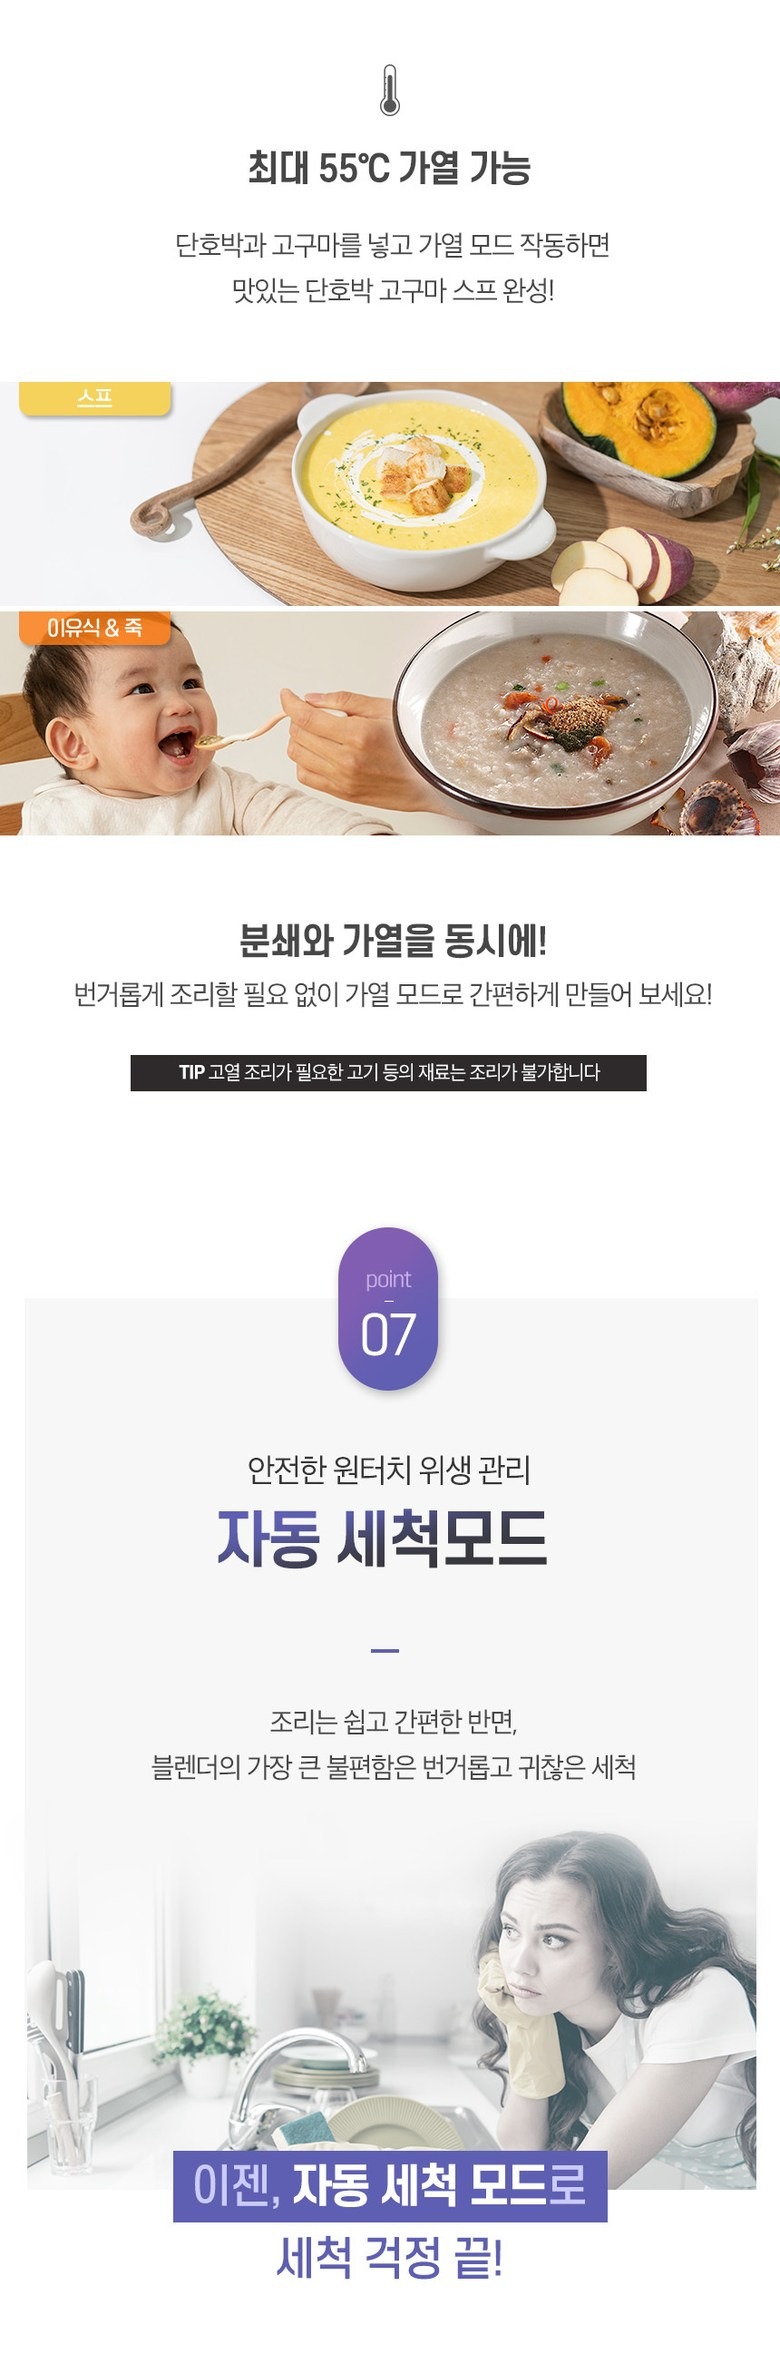 최대 55℃ 가열 가능
단호박과 고구마를 넣고 가열 모드 작동하면
맛있는 단호박 고구마 스프 완성!
스프
이유식 & 죽
분쇄와 가열을 동시에!
번거롭게 조리할 필요 없이 가열 모드로 간편하게 만들어 보세요!
TIP 고열 조리가 필요한 고기 등의 재료는 조리가 불가합니다
point
07
안전한 원터치 위생 관리
자동 세척모드
조리는 쉽고 간편한 반면,
블렌더의 가장 큰 불편함은 번거롭고 귀찮은 세척
이젠, 자동 세척 모드로
세척 걱정 끝!